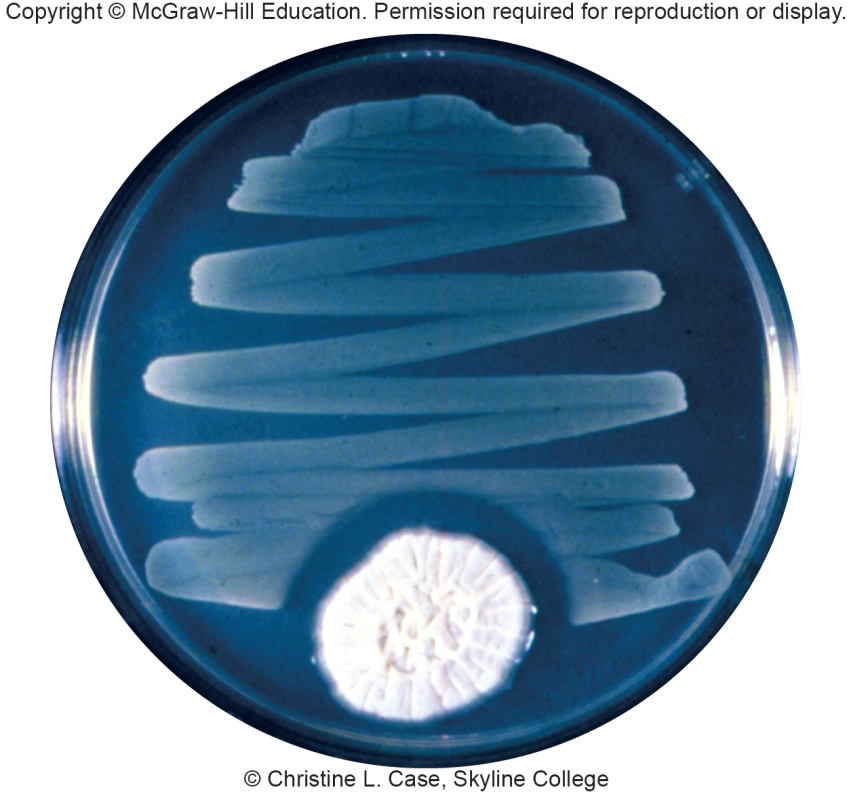 Copyright © McGraw-Hill Education. Permission required for reproduction or display.
© Christine L. Case, Skyline College